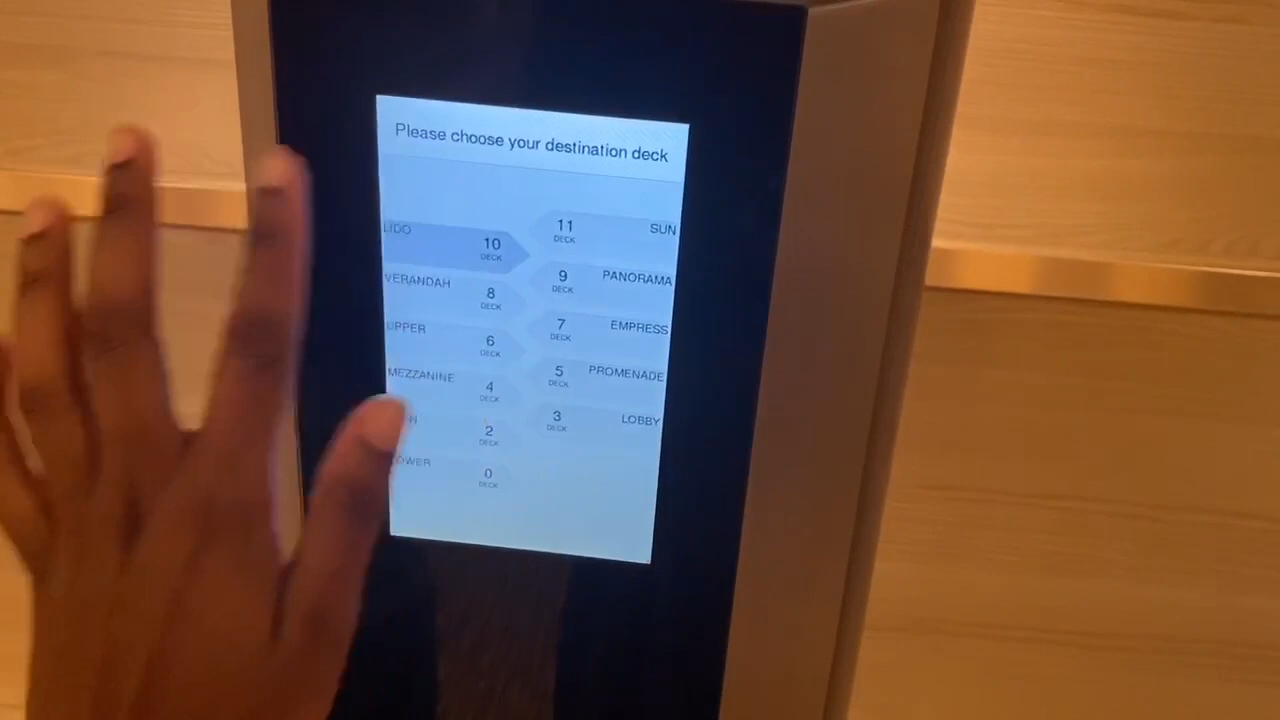 Please choose your destination deck
LIDO 10 DECK
11 DECK SUN
VERANDAH 8 DECK
9 DECK PANORAMA
UPPER 6 DECK
7 DECK EMPRESS
MEZZANINE 4 DECK
5 DECK PROMENADE
2 DECK
3 DECK LOBBY
0 DECK